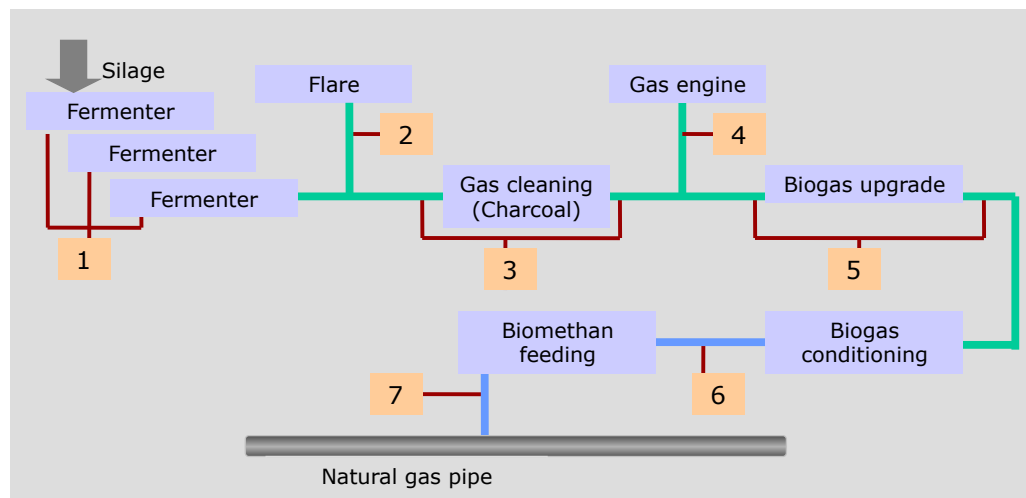 Silage
Fermenter
Fermenter
Fermenter
1
Flare
2
Gas cleaning
(Charcoal)
3
Gas engine
4
Biogas upgrade
5
Biogas
conditioning
6
Biomethan
feeding
7
Natural gas pipe